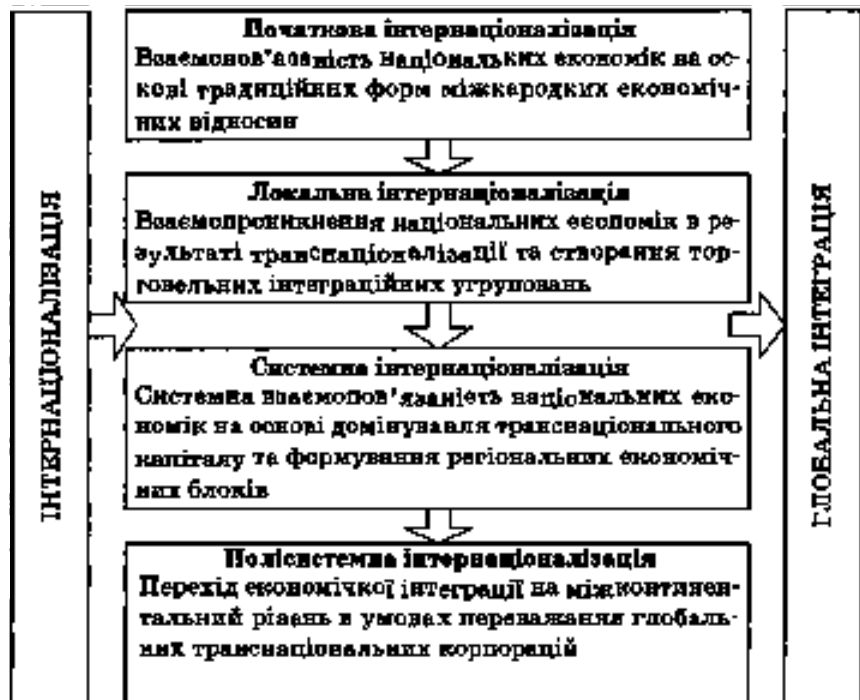 ІНТЕРНАЦІОНАЛІЗАЦІЯ
Початкова інтернаціоналізація
Взаємопов'язаність національних економік на ос-
нові традиційних форм міжнародних економіч-
них відносин
Локальна інтернаціоналізація
Взаємопроникнення національних економік в ре-
зультаті транснаціоналізації та створення тор-
говельних інтеграційних угруповань
Системна інтернаціоналізація
Системна взаємопов'язаність національних еко-
номік на основі домінування транснаціонального
капіталу та формування регіональних економіч-
них блоків
Полісистемна інтернаціоналізація
Перехід економічної інтеграції на міжконтинен-
тальний рівень в умовах переважання глобаль-
них транснаціональних корпорацій
ГЛОБАЛЬНА ІНТЕГРАЦІЯ